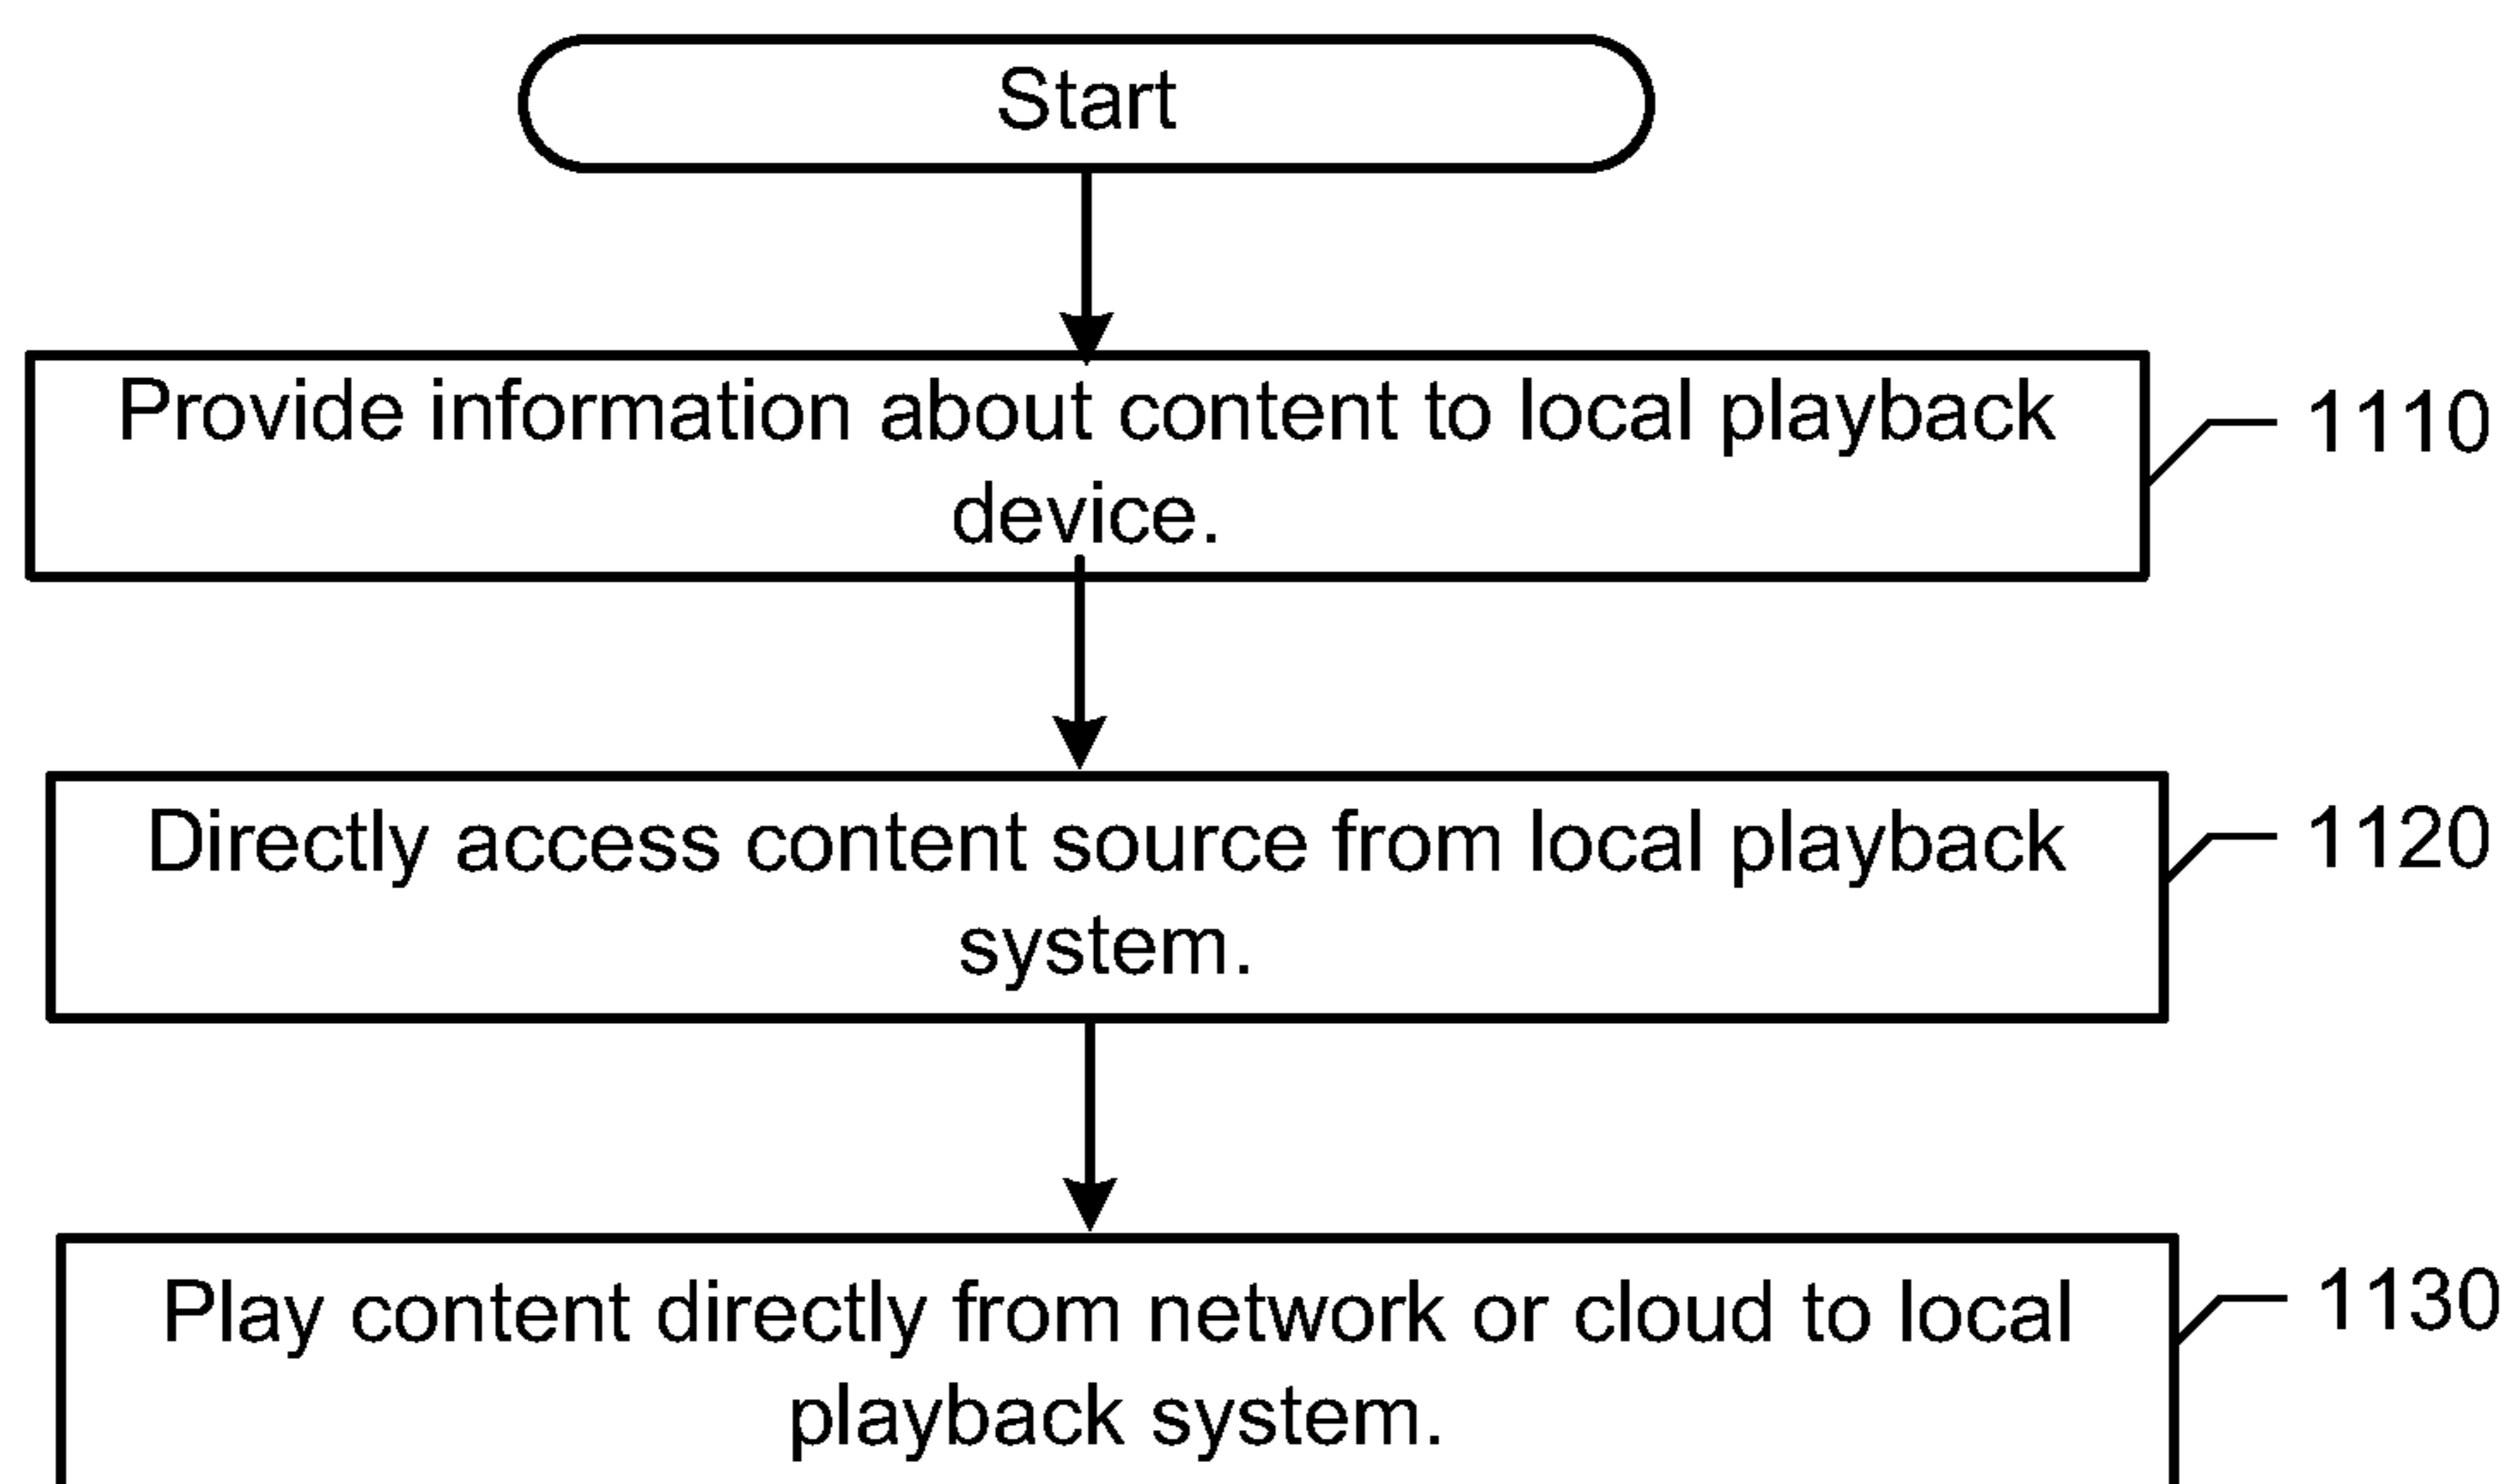 Start
Provide information about content to local playback
device.
1110
Directly access content source from local playback
system.
1120
Play content directly from network or cloud to local
playback system.
1130